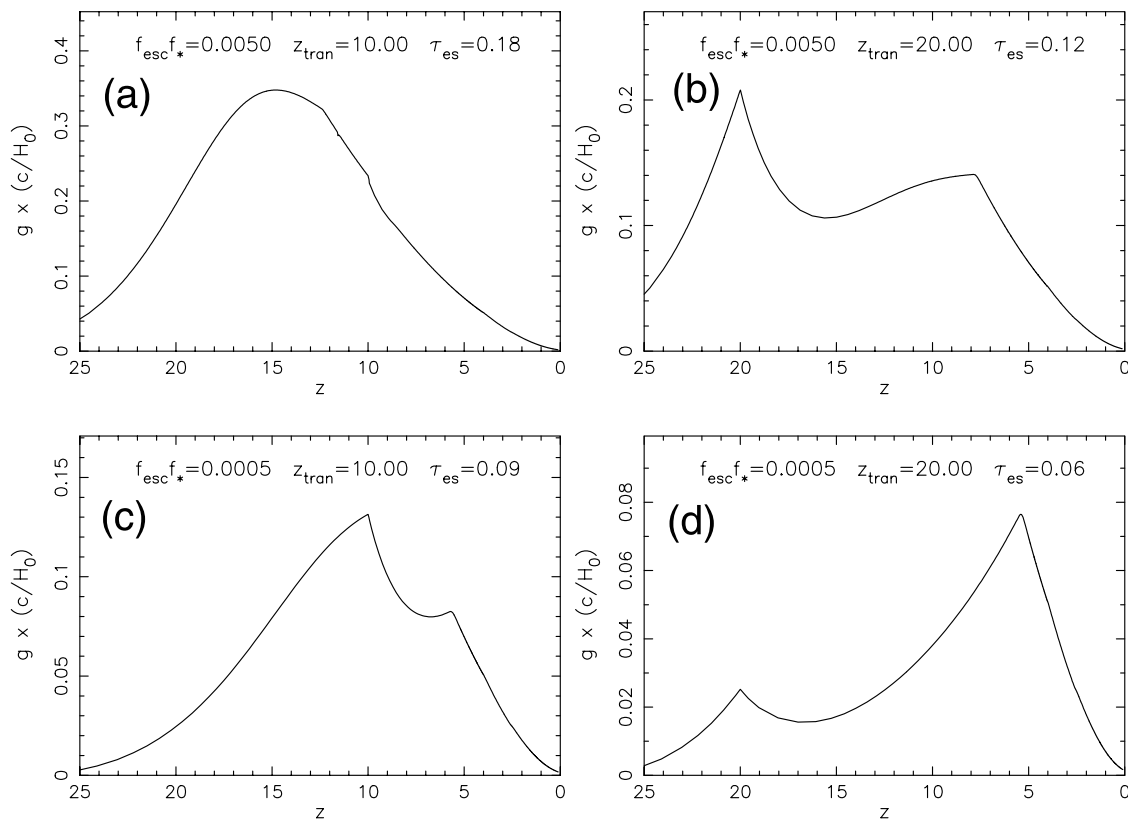 f_esc f_*=0.0050 z_tran=10.00 τ_es=0.18
(a)
g x (c/H_0)
0 0.1 0.2 0.3 0.4
25 20 15 10 5 0
z
f_esc f_*=0.0050 z_tran=20.00 τ_es=0.12
(b)
g x (c/H_0)
0 0.1 0.2
25 20 15 10 5 0
z
f_esc f_*=0.0005 z_tran=10.00 τ_es=0.09
(c)
g x (c/H_0)
0 0.05 0.1 0.15
25 20 15 10 5 0
z
f_esc f_*=0.0005 z_tran=20.00 τ_es=0.06
(d)
g x (c/H_0)
0 0.02 0.04 0.06 0.08
25 20 15 10 5 0
z